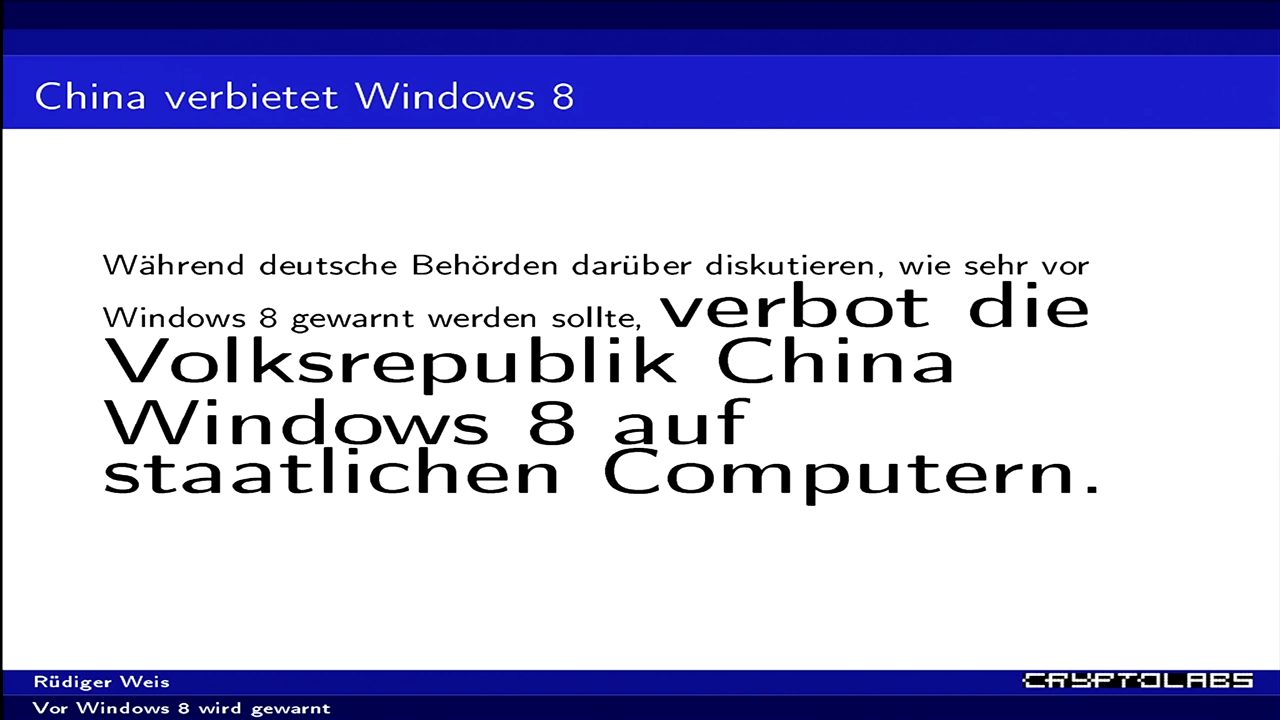 China verbietet Windows 8
Während deutsche Behörden darüber diskutieren, wie sehr vor
Windows 8 gewarnt werden sollte, verbot die
Volksrepublik China
Windows 8 auf
staatlichen Computern.
Rüdiger Weis
CRYPTOLABS
Vor Windows 8 wird gewarnt